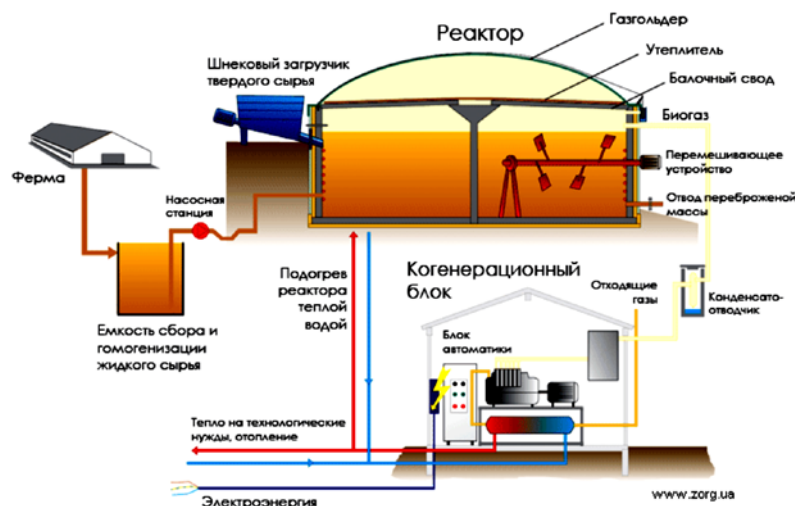 Реактор
Газгольдер
Утеплитель
Балочный свод
Биогаз
Шнековый загрузчик
твердого сырья
Ферма
Насосная
станция
Перемешивающее
устройство
Отвод переброженой
массы
Емкость сбора и
гомогенизации
жидкого сырья
Подогрев
реактора
теплой
водой
Когенерационный
блок
Отходящие
газы
Конденсато-
отводчик
Блок
автоматики
Тепло на технологические
нужды, отопление
Электроэнергия
www.zorg.ua